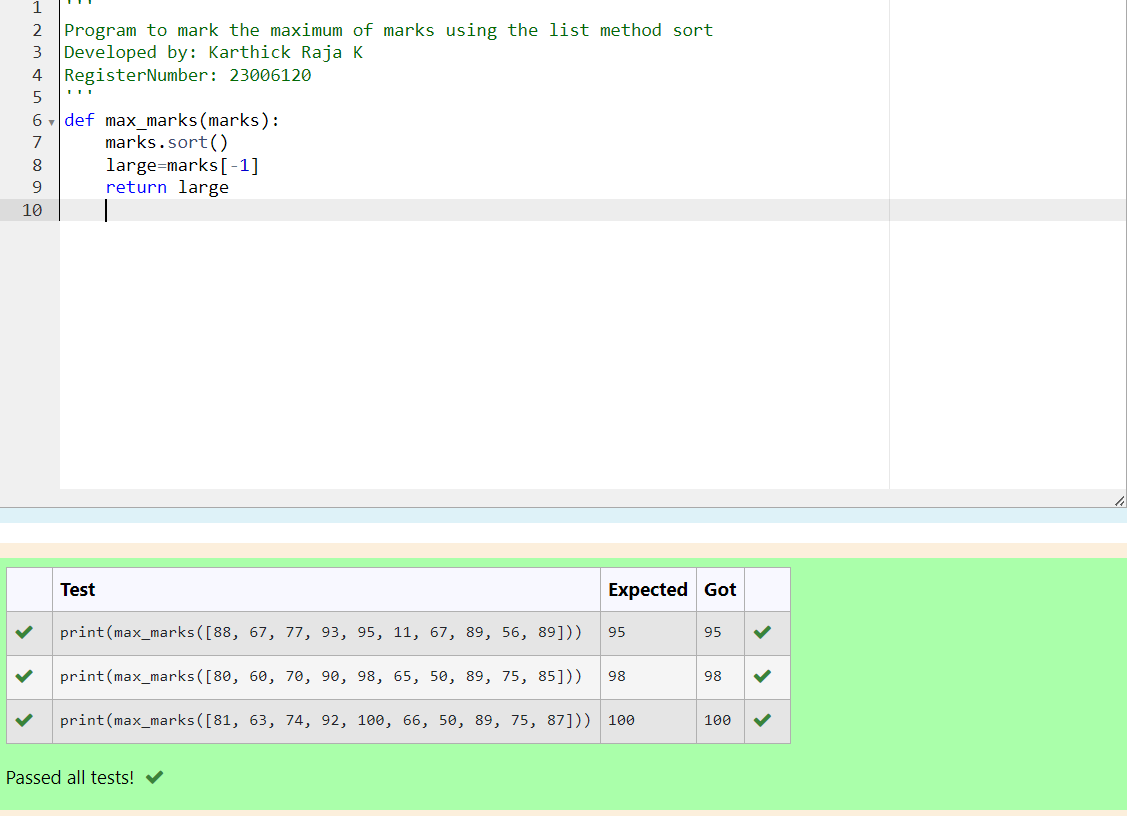 1 '''
2 Program to mark the maximum of marks using the list method sort
3 Developed by: Karthick Raja K
4 RegisterNumber: 23006120
5 '''
6 def max_marks(marks):
7     marks.sort()
8     large=marks[-1]
9     return large
10
Test Expected Got
print(max_marks([88, 67, 77, 93, 95, 11, 67, 89, 56, 89])) 95 95
print(max_marks([80, 60, 70, 90, 98, 65, 50, 89, 75, 85])) 98 98
print(max_marks([81, 63, 74, 92, 100, 66, 50, 89, 75, 87])) 100 100
Passed all tests!